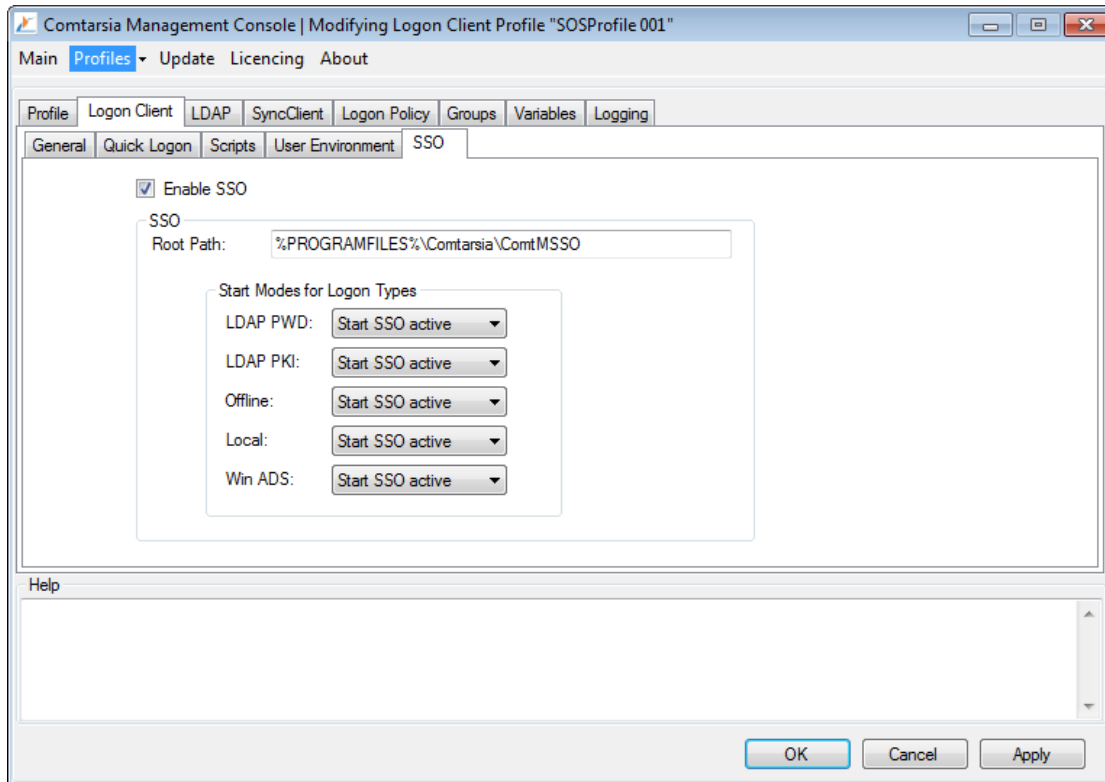 Comtarsia Management Console | Modifying Logon Client Profile "SOSProfile 001"
Main Profiles Update Licencing About
Profile Logon Client LDAP SyncClient Logon Policy Groups Variables Logging
General Quick Logon Scripts User Environment SSO
Enable SSO
SSO
Root Path: %PROGRAMFILES%\Comtarsia\ComtMSSO
Start Modes for Logon Types
LDAP PWD: Start SSO active
LDAP PKI: Start SSO active
Offline: Start SSO active
Local: Start SSO active
Win ADS: Start SSO active
Help
OK Cancel Apply